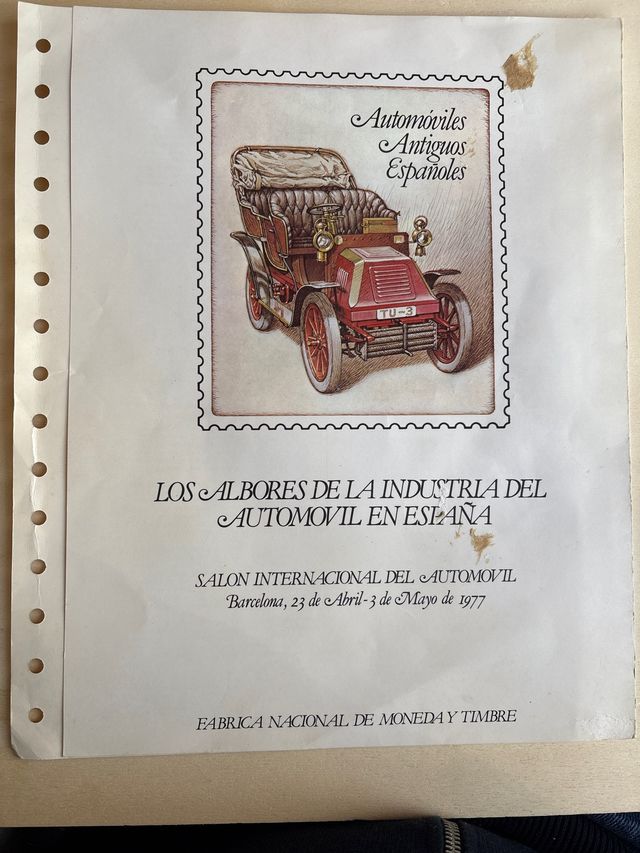 Automóviles
Antiguos
Españoles
TU-3
LOS ALBORES DE LA INDUSTRIA DEL
AUTOMOVIL EN ESPAÑA
SALON INTERNACIONAL DEL AUTOMOVIL
Barcelona, 23 de Abril-3 de Mayo de 1977
FABRICA NACIONAL DE MONEDA Y TIMBRE